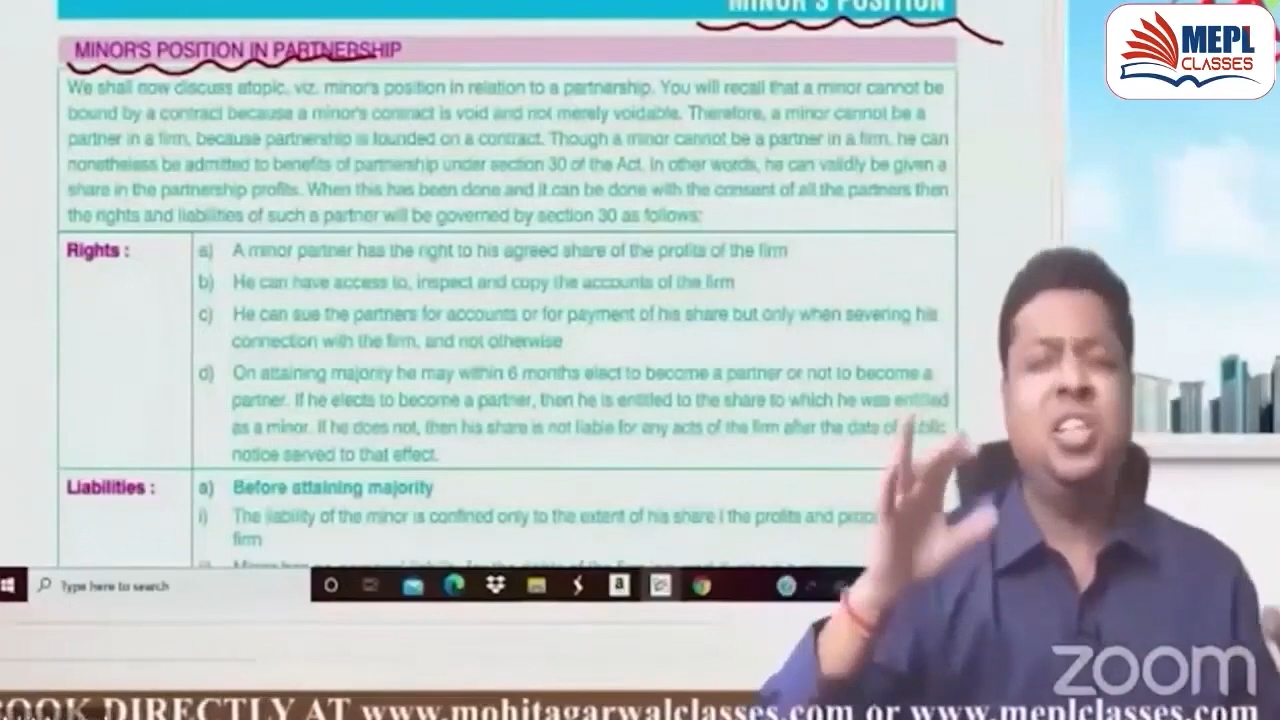 MINOR'S POSITION
MEPL
CLASSES
MINOR'S POSITION IN PARTNERSHIP
We shall now discuss atopic, viz. minor's position in relation to a partnership. You will recall that a minor cannot be
bound by a contract because a minor's contract is void and not merely voidable. Therefore, a minor cannot be a
partner in a firm, because partnership is founded on a contract. Though a minor cannot be a partner in a firm, he can
nonetheless be admitted to benefits of partnership under section 30 of the Act. In other words, he can validly be given a
share in the partnership profits. When this has been done and it can be done with the consent of all the partners then
the rights and liabilities of such a partner will be governed by section 30 as follows:
Rights :
a) A minor partner has the right to his agreed share of the profits of the firm
b) He can have access to, inspect and copy the accounts of the firm
c) He can sue the partners for accounts or for payment of his share but only when severing his
connection with the firm, and not otherwise
d) On attaining majority he may within 6 months elect to become a partner or not to become a
partner. If he elects to become a partner, then he is entitled to the share to which he was entitled
as a minor. If he does not, then his share is not liable for any acts of the firm after the date of public
notice served to that effect.
Liabilities :
a) Before attaining majority
i) The liability of the minor is confined only to the extent of his share i the profits and
firm
Type here to search
zoom
BOOK DIRECTLY AT www.mohitagarwalclasses.com or www.meplclasses.com